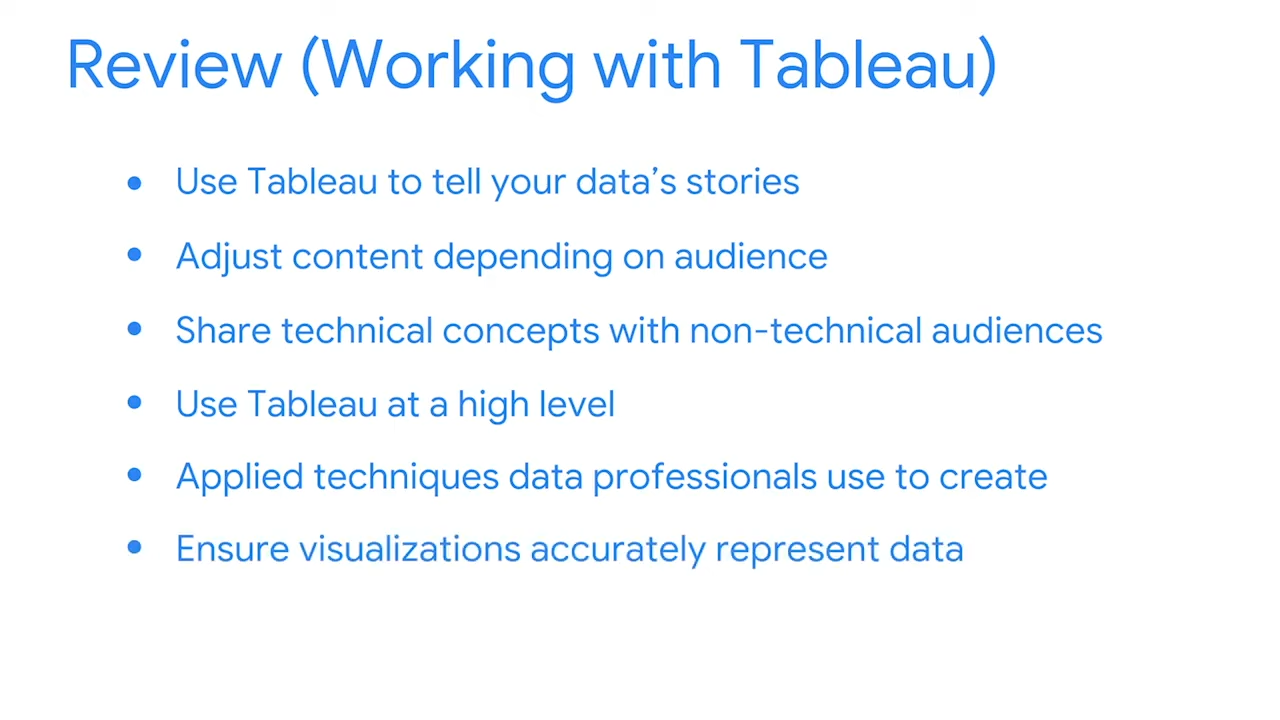 Review (Working with Tableau)
• Use Tableau to tell your data’s stories
• Adjust content depending on audience
• Share technical concepts with non-technical audiences
• Use Tableau at a high level
• Applied techniques data professionals use to create
• Ensure visualizations accurately represent data